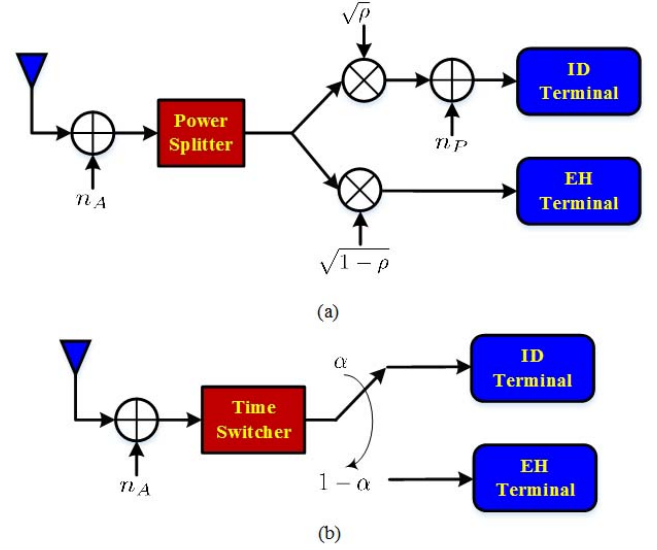 √ρ
ID
Terminal
Power
Splitter
n_A
n_P
EH
Terminal
√1 − ρ
(a)
α
ID
Terminal
Time
Switcher
n_A
1 − α
EH
Terminal
(b)